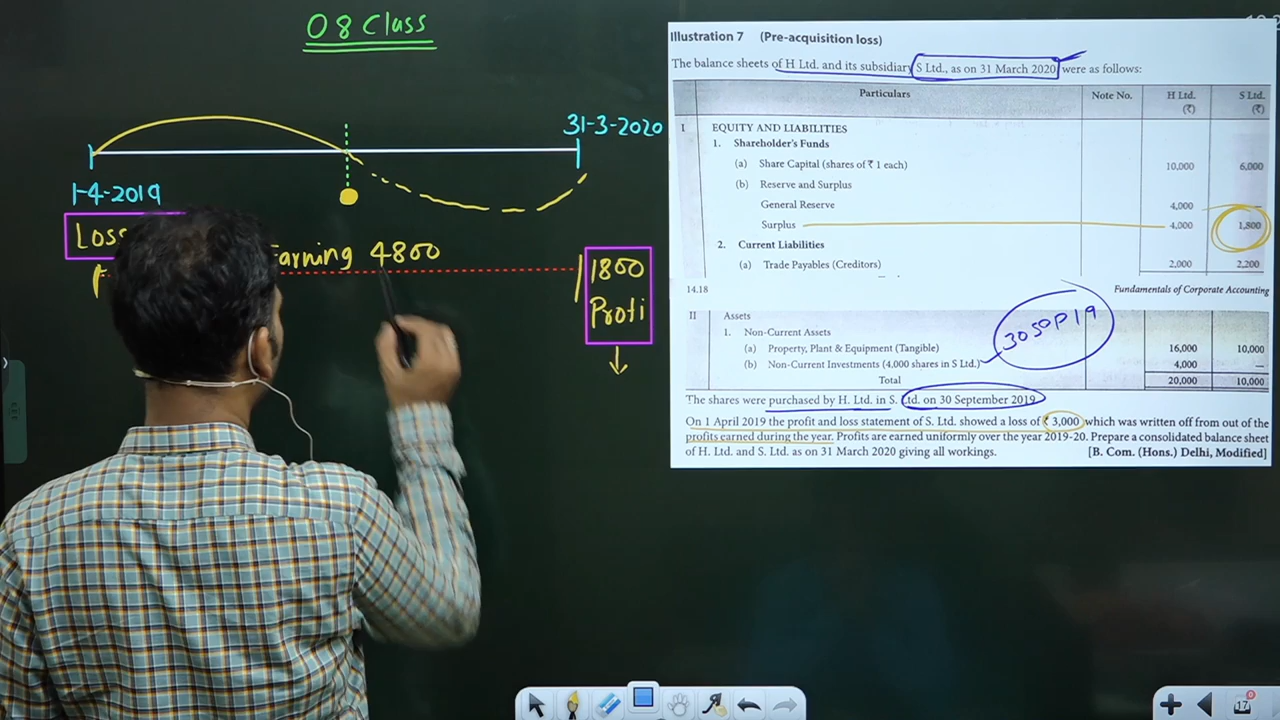 08 Class
31-3-2020
1-4-2019
Loss
Earning 4800
1800
Profi
Illustration 7 (Pre-acquisition loss)
The balance sheets of H Ltd. and its subsidiary S Ltd., as on 31 March 2020 were as follows:
Particulars Note No. H Ltd. (₹) S Ltd. (₹)
I EQUITY AND LIABILITIES
1. Shareholder's Funds
(a) Share Capital (shares of ₹ 1 each) 10,000 6,000
(b) Reserve and Surplus
General Reserve 4,000 —
Surplus 4,000 1,800
2. Current Liabilities
(a) Trade Payables (Creditors) 2,000 2,200
14.18 Fundamentals of Corporate Accounting
II Assets
1. Non-Current Assets
(a) Property, Plant & Equipment (Tangible) 16,000 10,000
(b) Non-Current Investments (4,000 shares in S Ltd.) 4,000 —
Total 20,000 10,000
30 Sep 19
The shares were purchased by H. Ltd. in S. Ltd. on 30 September 2019
On 1 April 2019 the profit and loss statement of S. Ltd. showed a loss of ₹ 3,000 which was written off from out of the
profits earned during the year. Profits are earned uniformly over the year 2019-20. Prepare a consolidated balance sheet
of H. Ltd. and S. Ltd. as on 31 March 2020 giving all workings. [B. Com. (Hons.) Delhi, Modified]
17